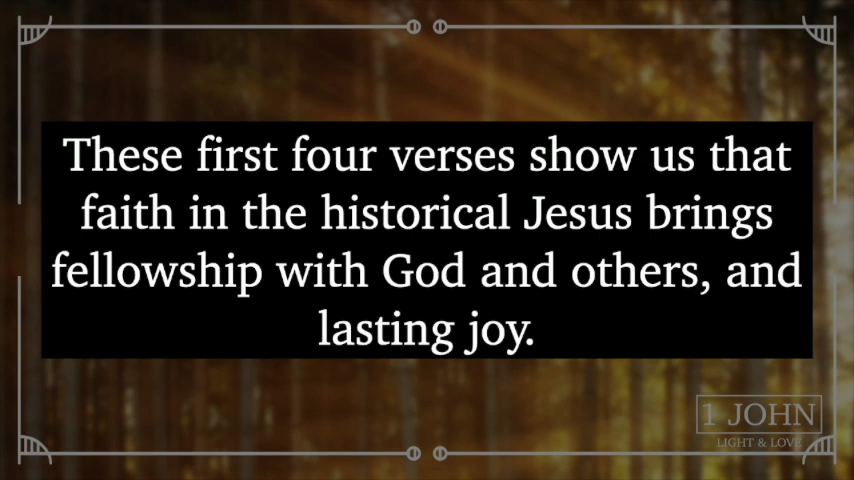 These first four verses show us that
faith in the historical Jesus brings
fellowship with God and others, and
lasting joy.
1 JOHN
LIGHT & LOVE